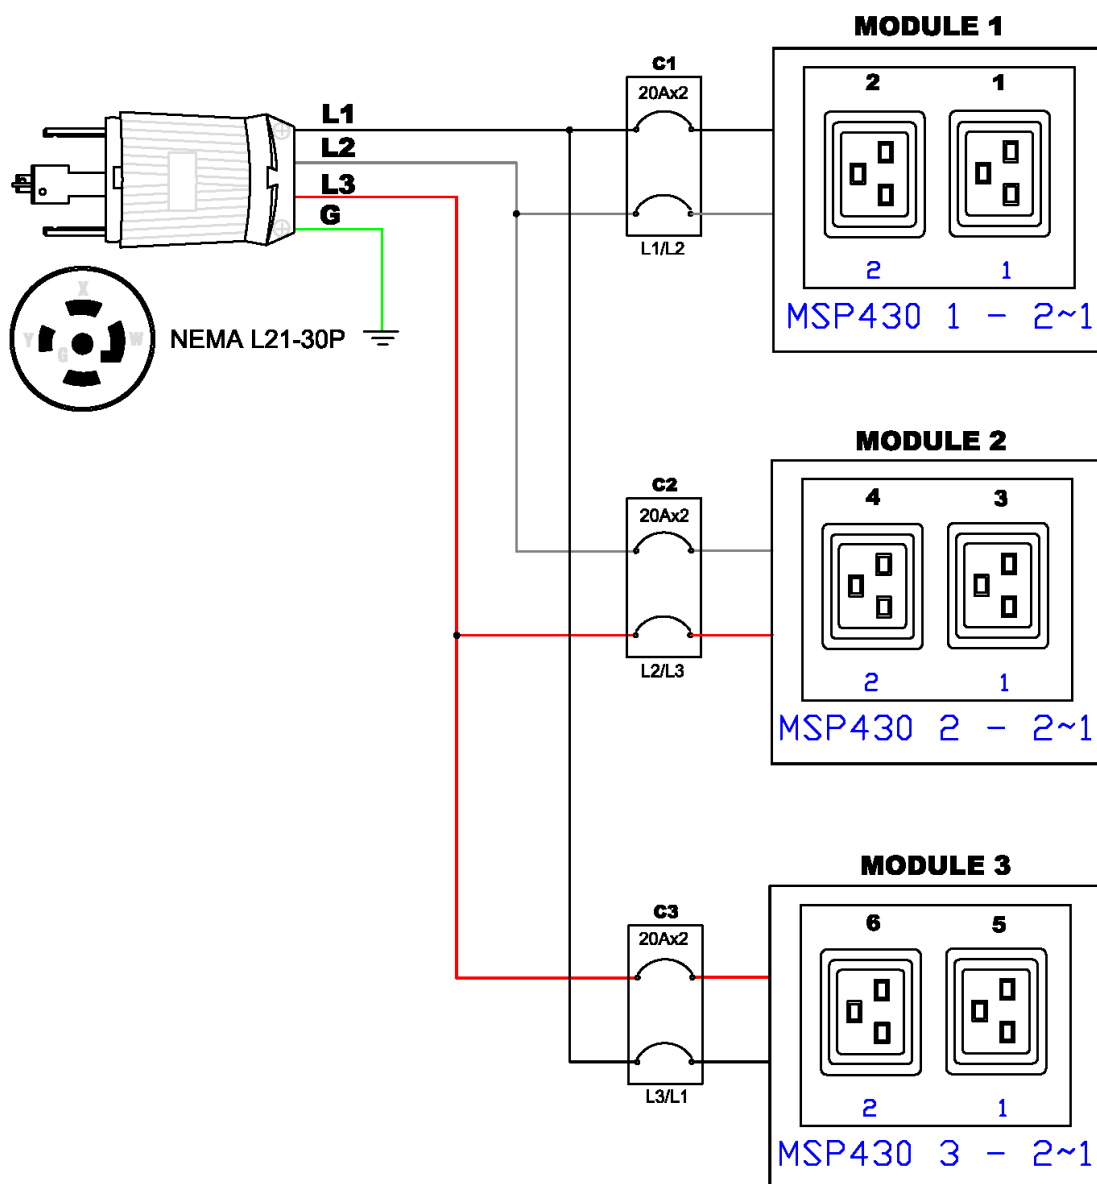 MODULE 1
C1
20Ax2
L1/L2
2 1
2 1
MSP430 1 - 2~1
L1
L2
L3
G
X
Y
G
W
NEMA L21-30P
MODULE 2
C2
20Ax2
L2/L3
4 3
2 1
MSP430 2 - 2~1
MODULE 3
C3
20Ax2
L3/L1
6 5
2 1
MSP430 3 - 2~1